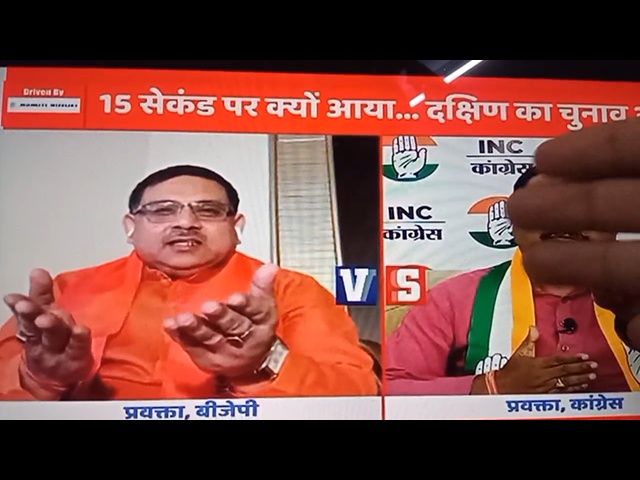 Driven By
15 सेकंड पर क्यों आया... दक्षिण का चुनाव
INC
कांग्रेस
INC
कांग्रेस
V S
प्रवक्ता, बीजेपी
प्रवक्ता, कांग्रेस